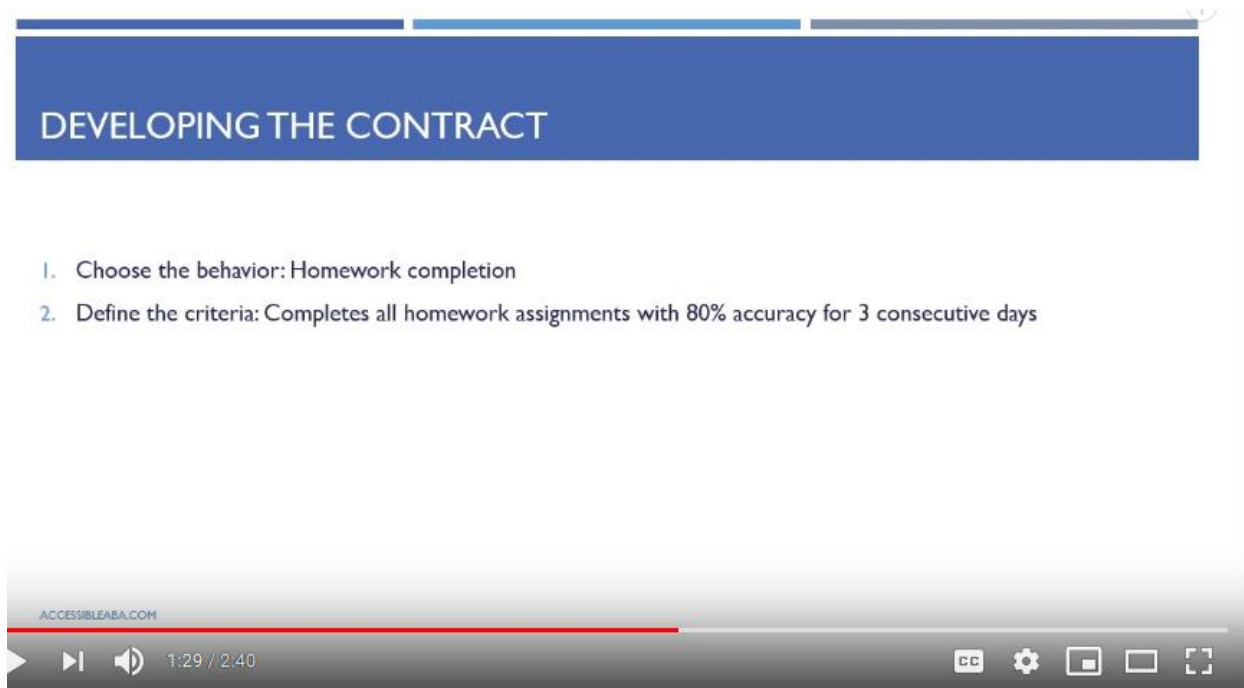 DEVELOPING THE CONTRACT
1. Choose the behavior: Homework completion
2. Define the criteria: Completes all homework assignments with 80% accuracy for 3 consecutive days
ACCESSIBLEABA.COM
1:29 / 2:40
CC